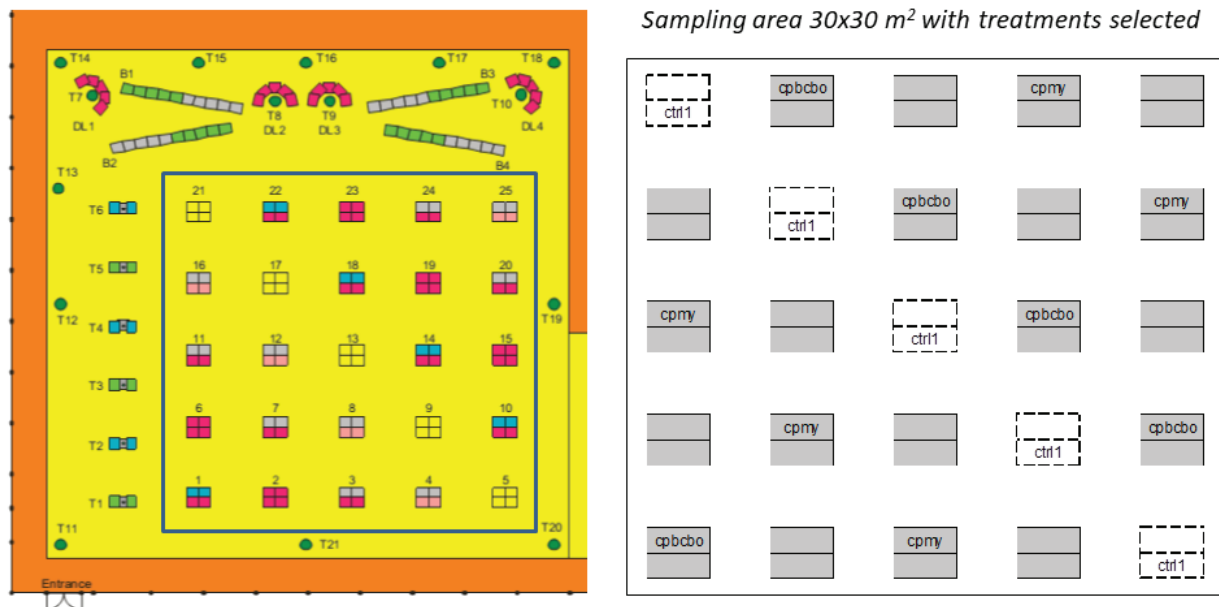 Sampling area 30x30 m² with treatments selected
T14 T15 T16 T17 T18
B1 B3
T7 T8 T9 T10
DL1 DL2 DL3 DL4
B2 B4
T13
21 22 23 24 25
T6
16 17 18 19 20
T5
T12 T4 T19
11 12 13 14 15
T3
6 7 8 9 10
T2
1 2 3 4 5
T1
T11 T21 T20
Entrance
ctrl1 cpbcbo cpmy
ctrl1 cpbcbo cpmy
cpmy ctrl1 cpbcbo
cpmy ctrl1 cpbcbo
cpbcbo cpmy ctrl1